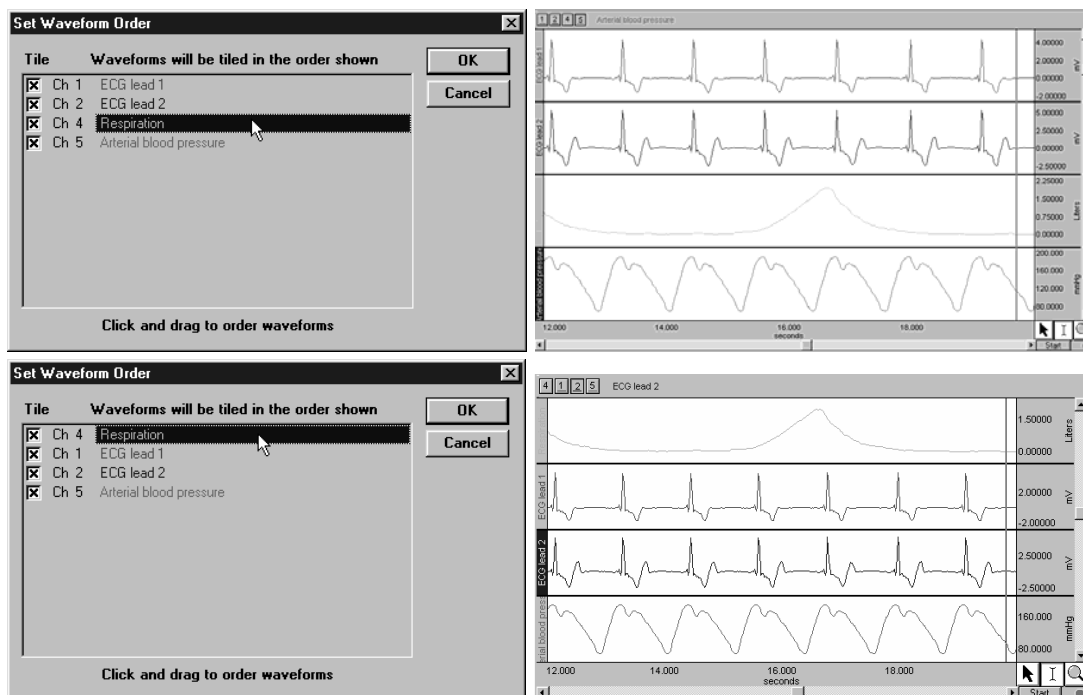 Set Waveform Order
Tile Waveforms will be tiled in the order shown
Ch 1 ECG lead 1
Ch 2 ECG lead 2
Ch 4 Respiration
Ch 5 Arterial blood pressure
Click and drag to order waveforms
OK
Cancel
1 2 4 5 Arterial blood pressure
ECG lead 1
4.00000
2.00000
0.00000
-2.00000
mV
ECG lead 2
5.00000
2.50000
0.00000
-2.50000
mV
2.25000
1.50000
0.75000
0.00000
Liters
Arterial blood pressure
200.000
160.000
120.000
80.0000
mmHg
12.000 14.000 16.000 18.000
seconds
Start
Set Waveform Order
Tile Waveforms will be tiled in the order shown
Ch 4 Respiration
Ch 1 ECG lead 1
Ch 2 ECG lead 2
Ch 5 Arterial blood pressure
Click and drag to order waveforms
OK
Cancel
4 1 2 5 ECG lead 2
1.50000
0.00000
Liters
ECG lead 1
2.00000
-2.00000
mV
ECG lead 2
2.50000
-2.50000
mV
rial blood press
160.000
80.0000
mmHg
12.000 14.000 16.000 18.000
seconds
Start